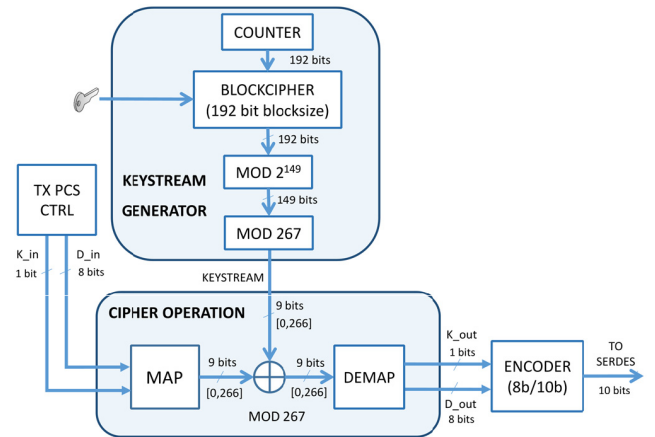 COUNTER
192 bits
BLOCKCIPHER
(192 bit blocksize)
192 bits
MOD 2¹⁴⁹
149 bits
MOD 267
KEYSTREAM
GENERATOR
TX PCS
CTRL
K_in
1 bit
D_in
8 bits
KEYSTREAM
CIPHER OPERATION
9 bits
[0,266]
MAP
9 bits
[0,266]
MOD 267
9 bits
[0,266]
DEMAP
K_out
1 bits
D_out
8 bits
ENCODER
(8b/10b)
TO
SERDES
10 bits